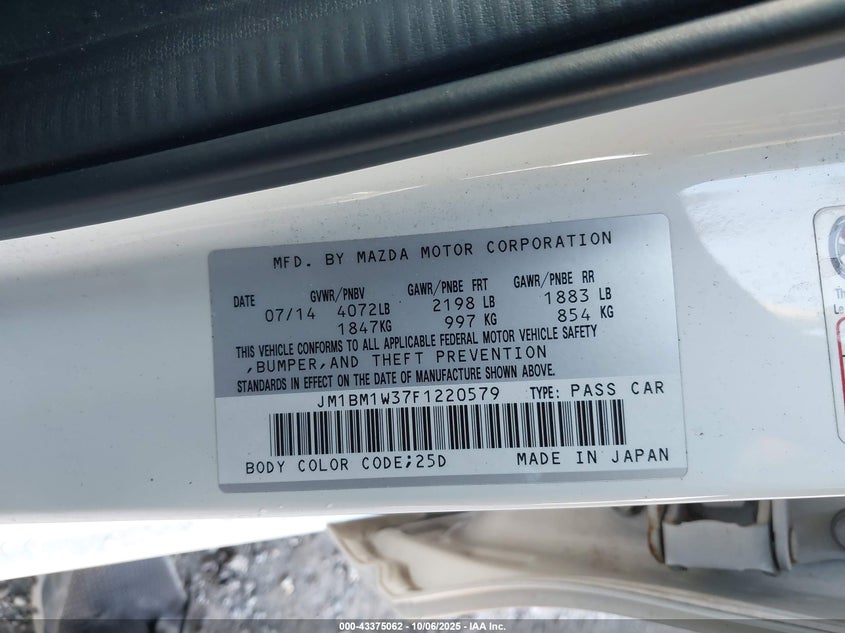 MFD. BY MAZDA MOTOR CORPORATION
DATE GVWR/PNBV GAWR/PNBE FRT GAWR/PNBE RR
07/14 4072LB 2198 LB 1883 LB
1847KG 997 KG 854 KG
THIS VEHICLE CONFORMS TO ALL APPLICABLE FEDERAL MOTOR VEHICLE SAFETY
,BUMPER,AND THEFT PREVENTION
STANDARDS IN EFFECT ON THE DATE OF MANUFACTURE SHOWN ABOVE.
JM1BM1W37F1220579 TYPE: PASS CAR
BODY COLOR CODE;25D MADE IN JAPAN
Th
Le
000-43375062 - 10/06/2025 - IAA Inc.